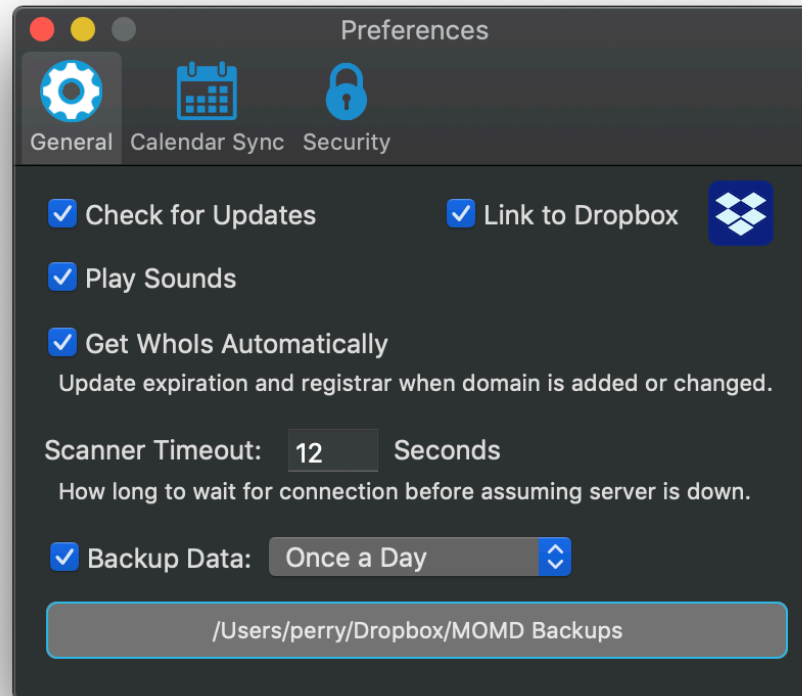 Preferences
General Calendar Sync Security
Check for Updates Link to Dropbox
Play Sounds
Get WhoIs Automatically
Update expiration and registrar when domain is added or changed.
Scanner Timeout: 12 Seconds
How long to wait for connection before assuming server is down.
Backup Data: Once a Day
/Users/perry/Dropbox/MOMD Backups